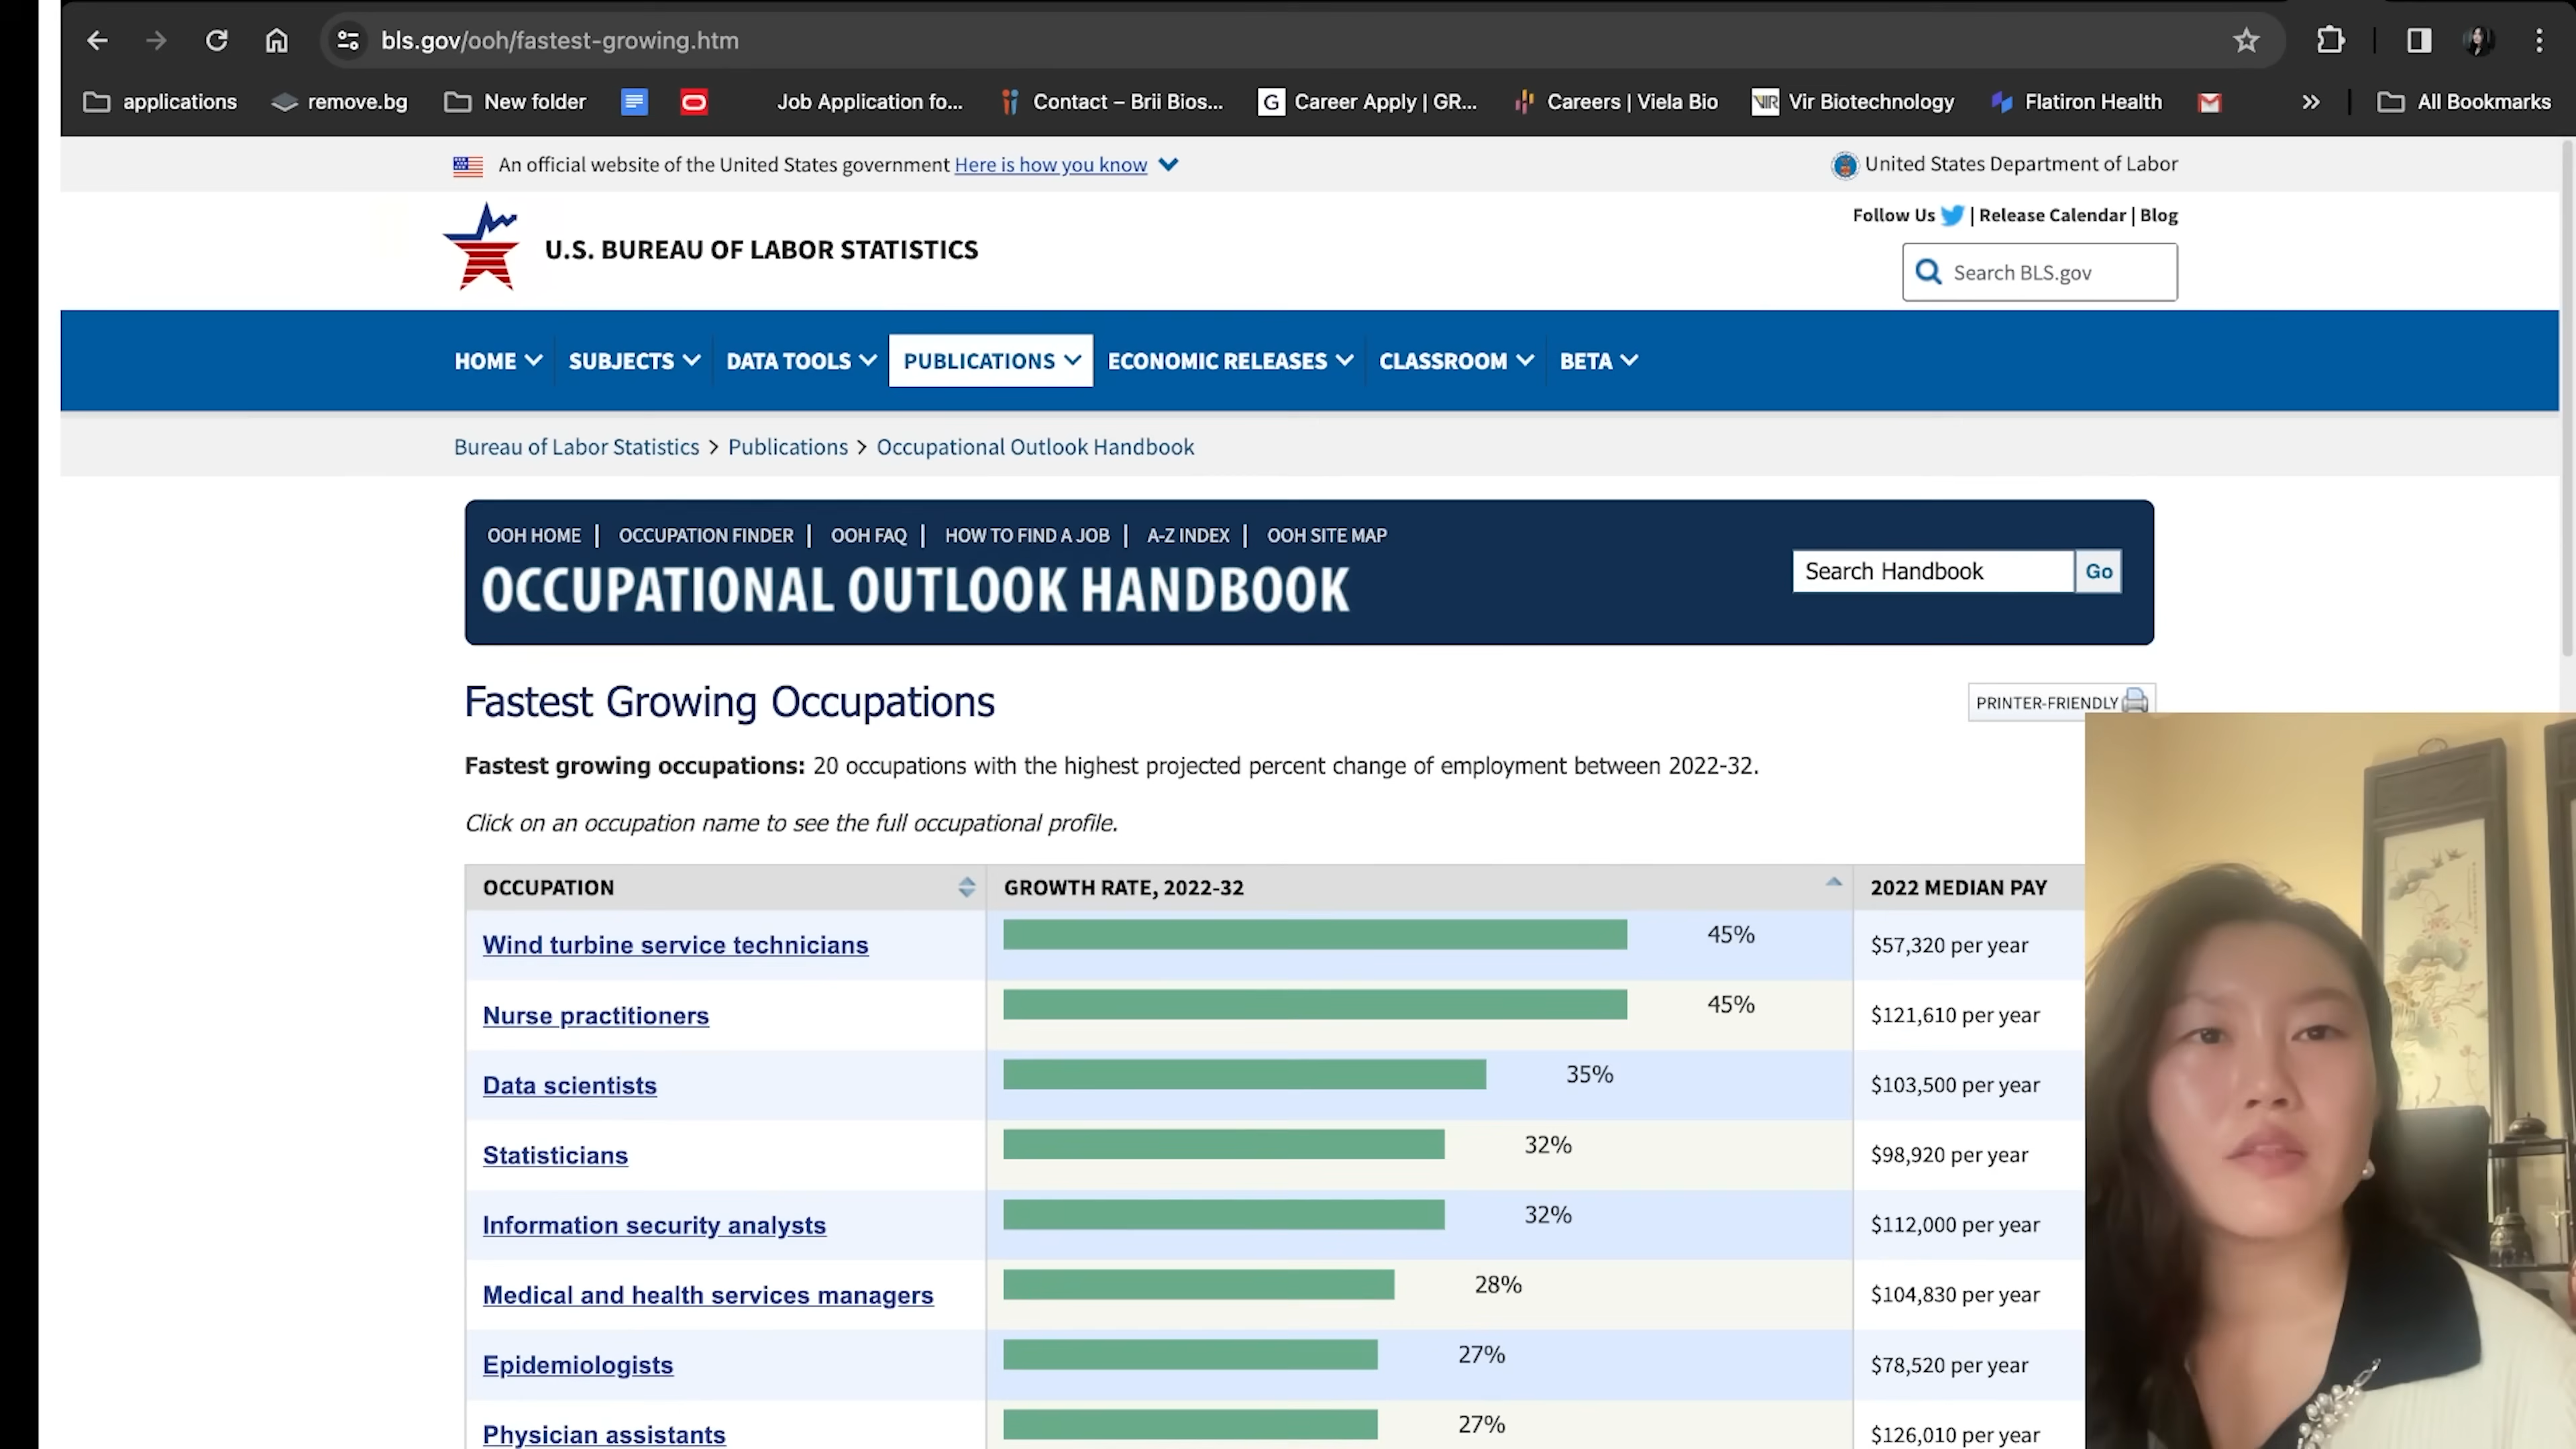 bls.gov/ooh/fastest-growing.htm
applications remove.bg New folder Job Application fo... Contact – Brii Bios... G Career Apply | GR... Careers | Viela Bio VIR Vir Biotechnology Flatiron Health All Bookmarks
An official website of the United States government Here is how you know
United States Department of Labor
Follow Us | Release Calendar | Blog
U.S. BUREAU OF LABOR STATISTICS
Search BLS.gov
HOME SUBJECTS DATA TOOLS PUBLICATIONS ECONOMIC RELEASES CLASSROOM BETA
Bureau of Labor Statistics > Publications > Occupational Outlook Handbook
OOH HOME | OCCUPATION FINDER | OOH FAQ | HOW TO FIND A JOB | A-Z INDEX | OOH SITE MAP
OCCUPATIONAL OUTLOOK HANDBOOK
Search Handbook Go
Fastest Growing Occupations
PRINTER-FRIENDLY
Fastest growing occupations: 20 occupations with the highest projected percent change of employment between 2022-32.
Click on an occupation name to see the full occupational profile.
OCCUPATION GROWTH RATE, 2022-32 2022 MEDIAN PAY
Wind turbine service technicians 45% $57,320 per year
Nurse practitioners 45% $121,610 per year
Data scientists 35% $103,500 per year
Statisticians 32% $98,920 per year
Information security analysts 32% $112,000 per year
Medical and health services managers 28% $104,830 per year
Epidemiologists 27% $78,520 per year
Physician assistants 27% $126,010 per year